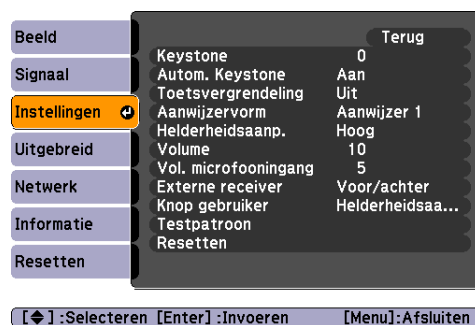 Beeld
Signaal
Instellingen
Uitgebreid
Netwerk
Informatie
Resetten
Terug
Keystone 0
Autom. Keystone Aan
Toetsvergrendeling Uit
Aanwijzervorm Aanwijzer 1
Helderheidsaanp. Hoog
Volume 10
Vol. microfooningang 5
Externe receiver Voor/achter
Knop gebruiker Helderheidsaa...
Testpatroon
Resetten
[◆] :Selecteren [Enter] :Invoeren [Menu]:Afsluiten